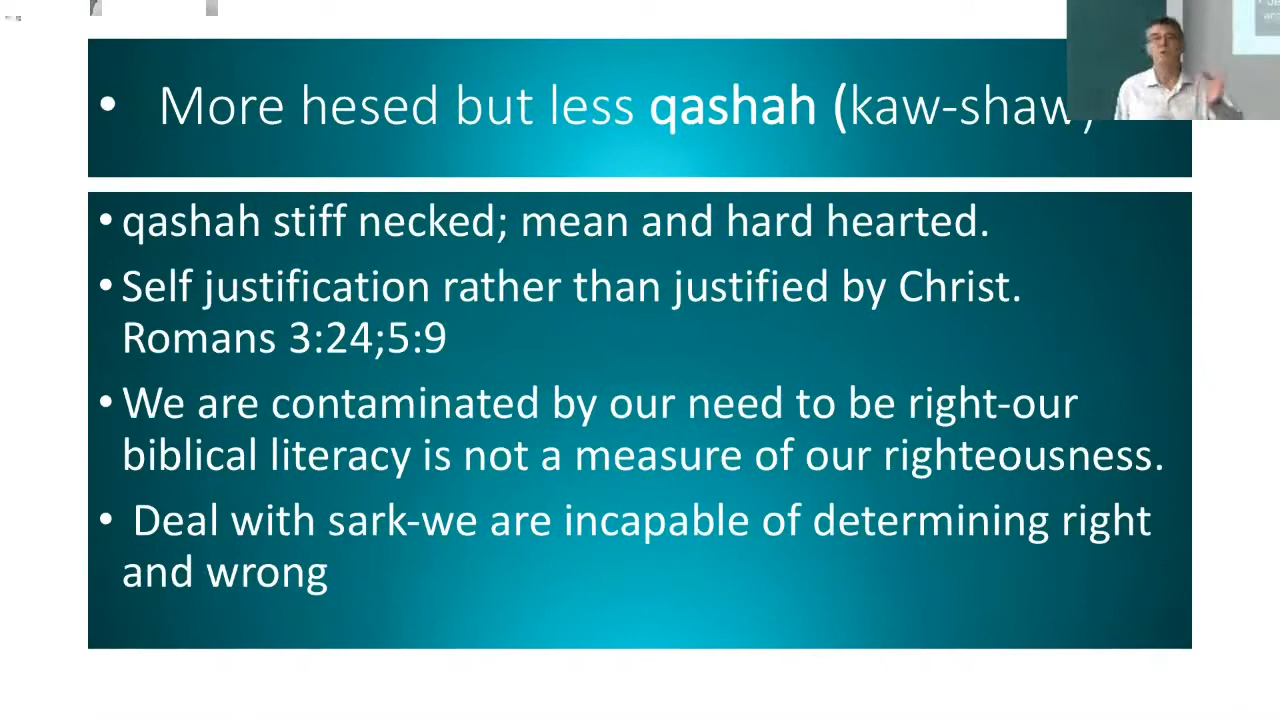 • More hesed but less qashah (kaw-shaw)
• qashah stiff necked; mean and hard hearted.
• Self justification rather than justified by Christ.
Romans 3:24;5:9
• We are contaminated by our need to be right-our
biblical literacy is not a measure of our righteousness.
• Deal with sark-we are incapable of determining right
and wrong